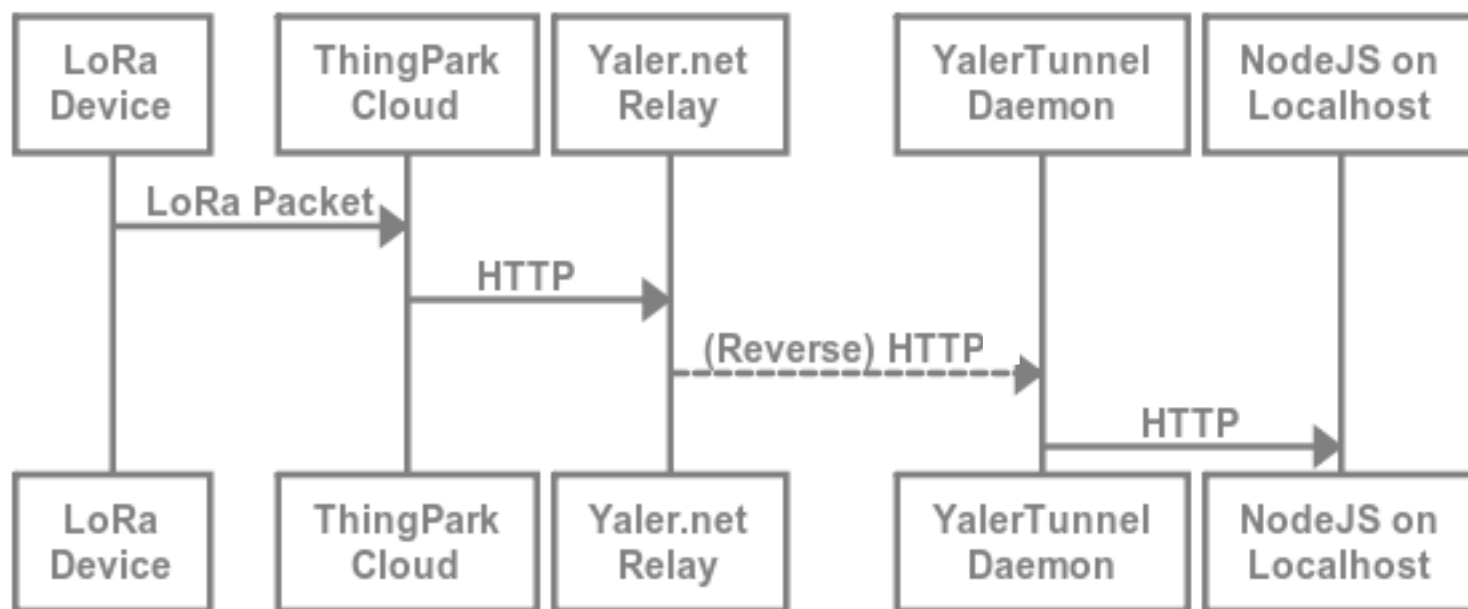 LoRa
Device
ThingPark
Cloud
Yaler.net
Relay
YalerTunnel
Daemon
NodeJS on
Localhost
LoRa Packet
HTTP
(Reverse) HTTP
HTTP
LoRa
Device
ThingPark
Cloud
Yaler.net
Relay
YalerTunnel
Daemon
NodeJS on
Localhost